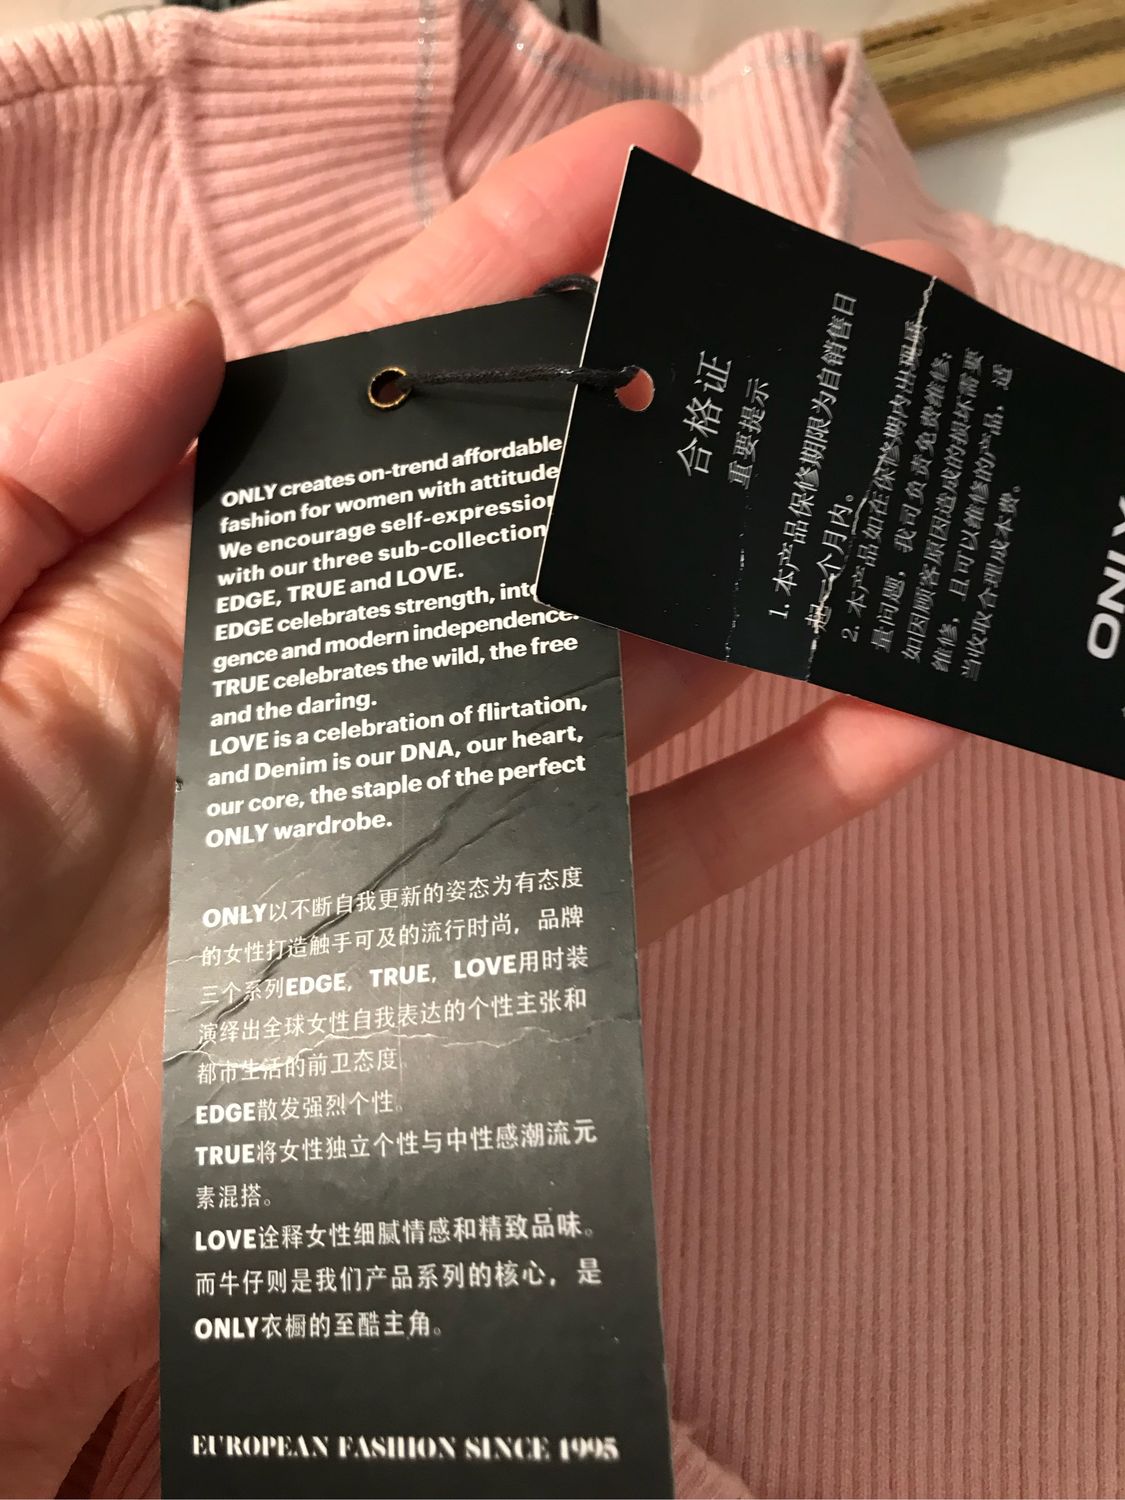 ONLY creates on-trend affordable
fashion for women with attitude
We encourage self-expression
with our three sub-collection
EDGE, TRUE and LOVE.
EDGE celebrates strength,
gence and modern independence.
TRUE celebrates the wild, the free
and the daring.
LOVE is a celebration of flirtation,
and Denim is our DNA, our heart,
our core, the staple of the perfect
ONLY wardrobe.
ONLY以不断自我更新的姿态为有态度
的女性打造触手可及的流行时尚，品牌
三个系列EDGE，TRUE，LOVE用时装
演绎出全球女性自我表达的个性主张和
都市生活的前卫态度。
EDGE散发强烈个性。
TRUE将女性独立个性与中性感潮流元
素混搭。
LOVE诠释女性细腻情感和精致品味。
而牛仔则是我们产品系列的核心，是
ONLY衣橱的至酷主角。
EUROPEAN FASHION SINCE 1995
合格证
重要提示
1. 本产品保修期限为自销售日
起一个月内。
2. 本产品如在保修期内出现质
量问题，我司负责免费维修；
如因顾客原因造成的损坏需要
维修，且可以维修的产品，适
当收取合理成本费。
ONLY